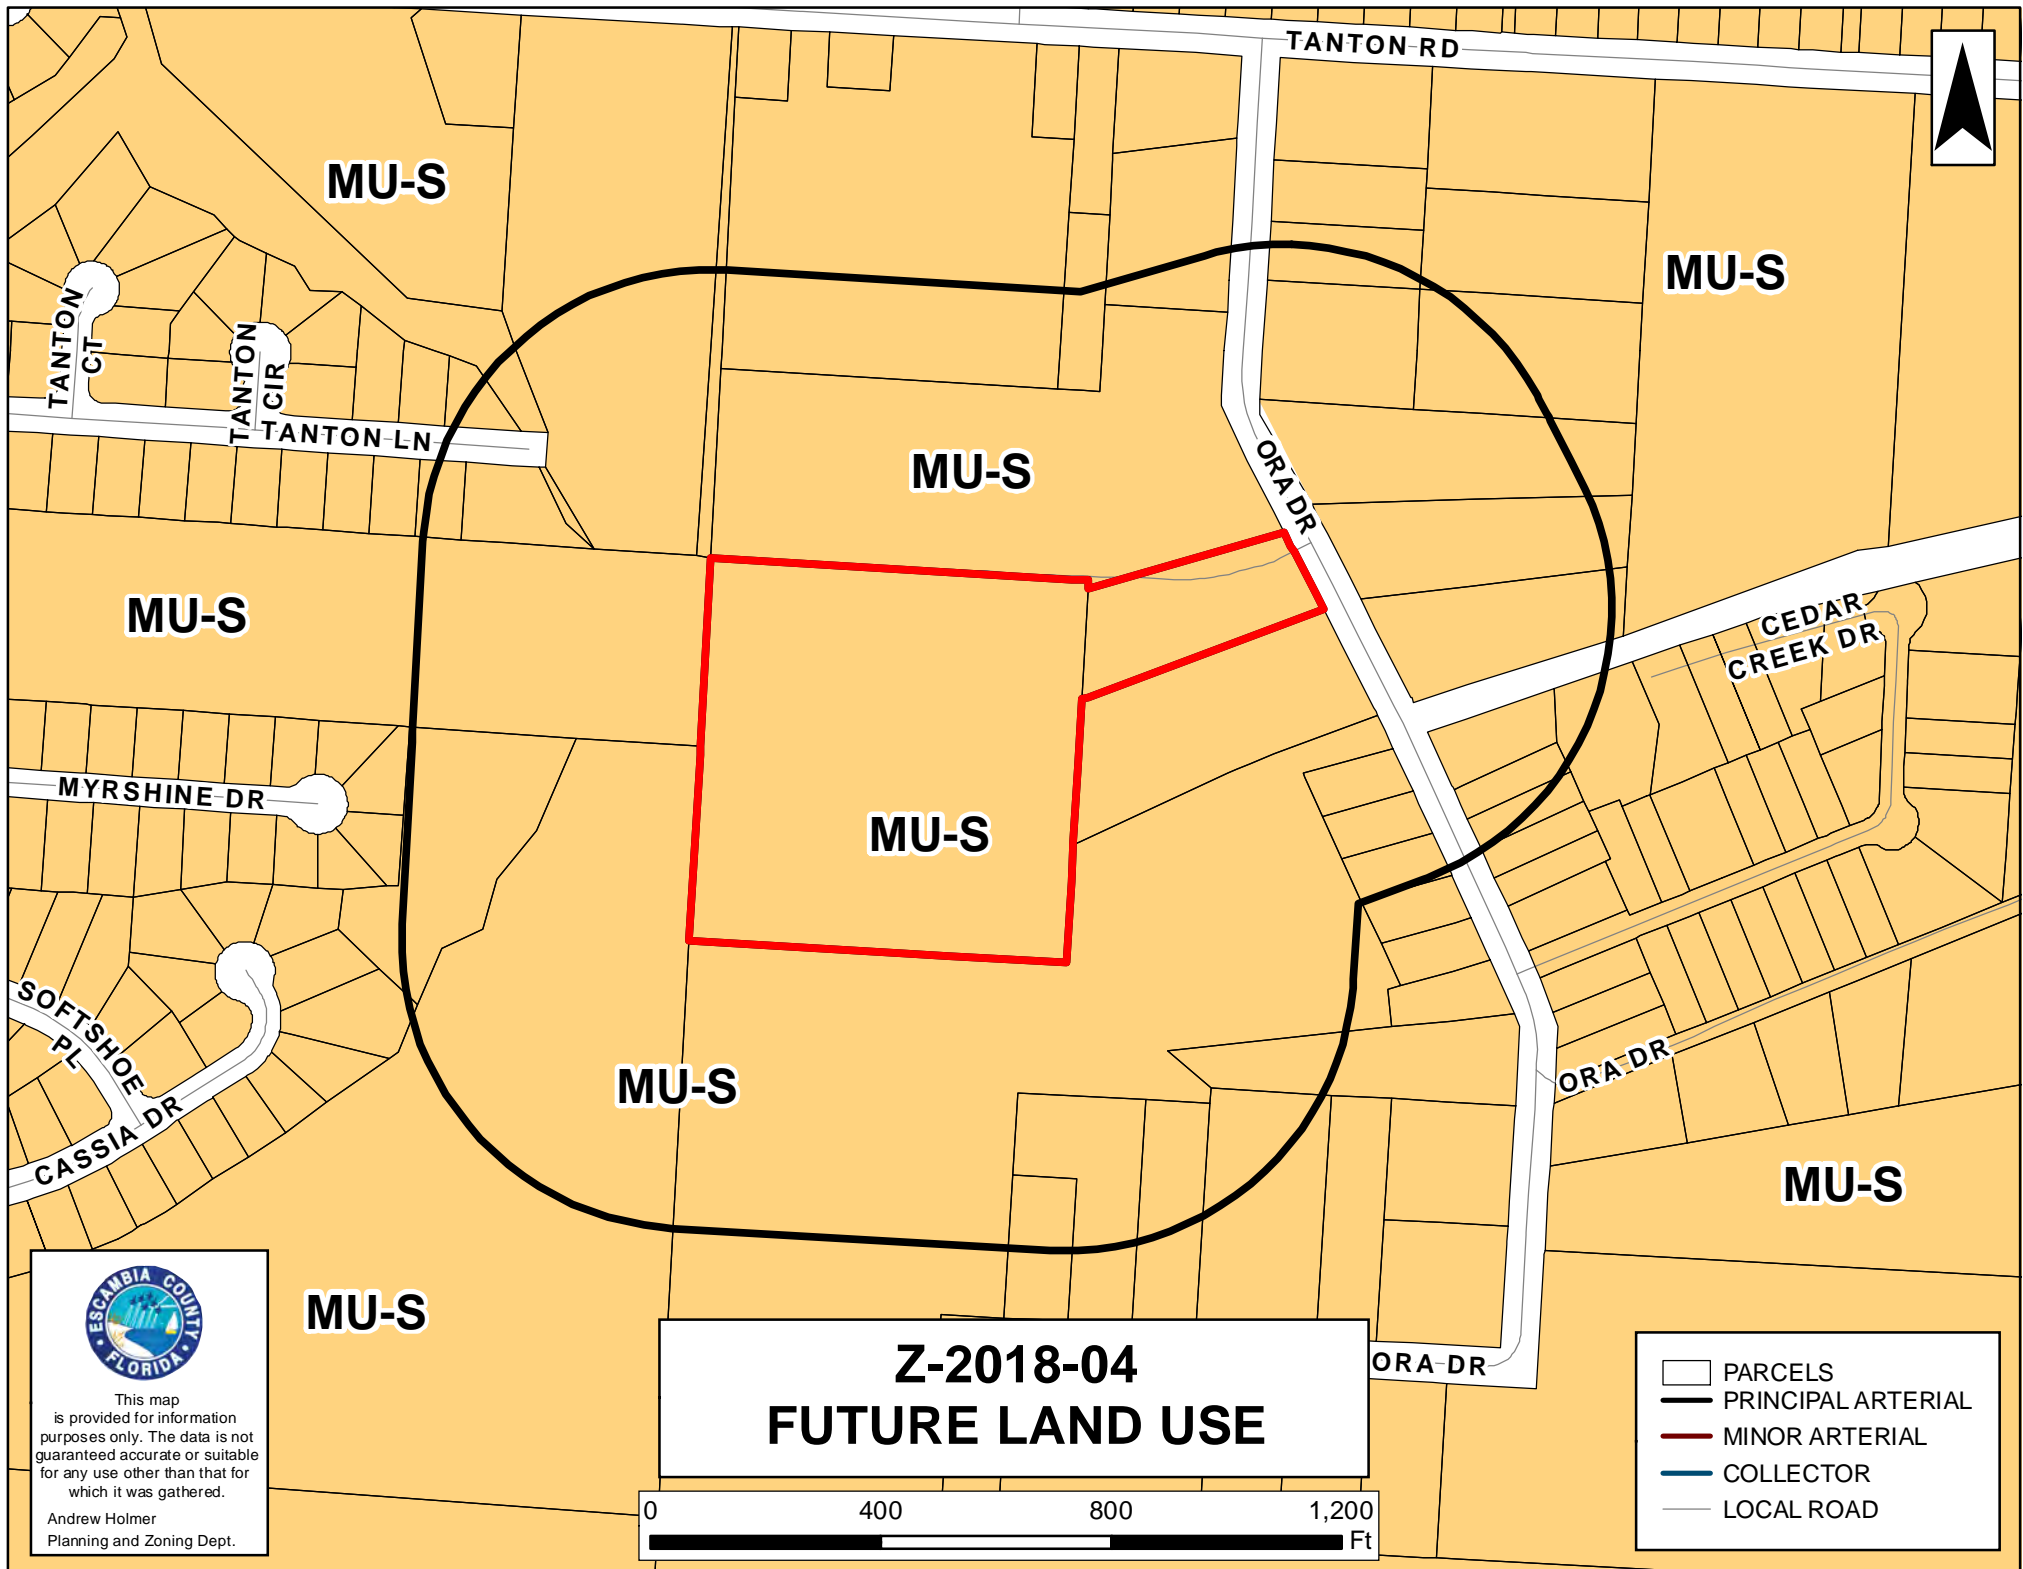 TANTON RD
MU-S
MU-S
TANTON
CT
TANTON
CIR
TANTON LN
MU-S
ORA DR
MU-S
CEDAR
CREEK DR
MYRSHINE DR
MU-S
SOFTSHOE
PL
CASSIA DR
MU-S
ORA DR
MU-S
MU-S
ESCAMBIA COUNTY
FLORIDA
This map
is provided for information
purposes only. The data is not
guaranteed accurate or suitable
for any use other than that for
which it was gathered.
Andrew Holmer
Planning and Zoning Dept.
Z-2018-04
FUTURE LAND USE
ORA DR
PARCELS
PRINCIPAL ARTERIAL
MINOR ARTERIAL
COLLECTOR
LOCAL ROAD
0 400 800 1,200
Ft